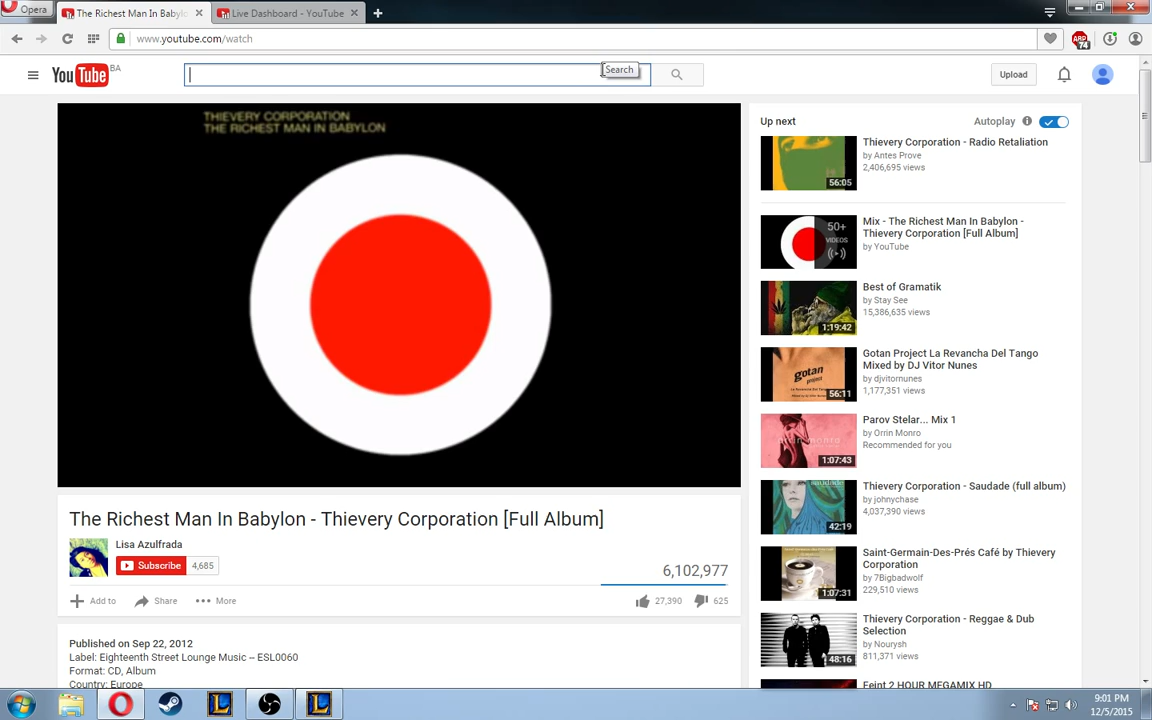 Opera
The Richest Man In Babylo
Live Dashboard - YouTube
www.youtube.com/watch
ABP
74
YouTube BA
Search
Upload
THIEVERY CORPORATION
THE RICHEST MAN IN BABYLON
The Richest Man In Babylon - Thievery Corporation [Full Album]
Lisa Azulfrada
Subscribe 4,685
6,102,977
Add to Share More 27,390 625
Published on Sep 22, 2012
Label: Eighteenth Street Lounge Music – ESL0060
Format: CD, Album
Country: Europe
Up next Autoplay
56:05
Thievery Corporation - Radio Retaliation
by Antes Prove
2,406,695 views
50+
VIDEOS
Mix - The Richest Man In Babylon -
Thievery Corporation [Full Album]
by YouTube
1:19:42
Best of Gramatik
by Stay See
15,386,635 views
gotan
project
56:11
Gotan Project La Revancha Del Tango
Mixed by DJ Vitor Nunes
by djvitornunes
1,177,351 views
1:07:43
Parov Stelar... Mix 1
by Orrin Monro
Recommended for you
saudade
42:19
Thievery Corporation - Saudade (full album)
by johnychase
4,037,390 views
1:07:31
Saint-Germain-Des-Prés Café by Thievery
Corporation
by 7Bigbadwolf
229,510 views
48:16
Thievery Corporation - Reggae & Dub
Selection
by Nourysh
811,371 views
Feint 2 HOUR MEGAMIX HD
9:01 PM
12/5/2015